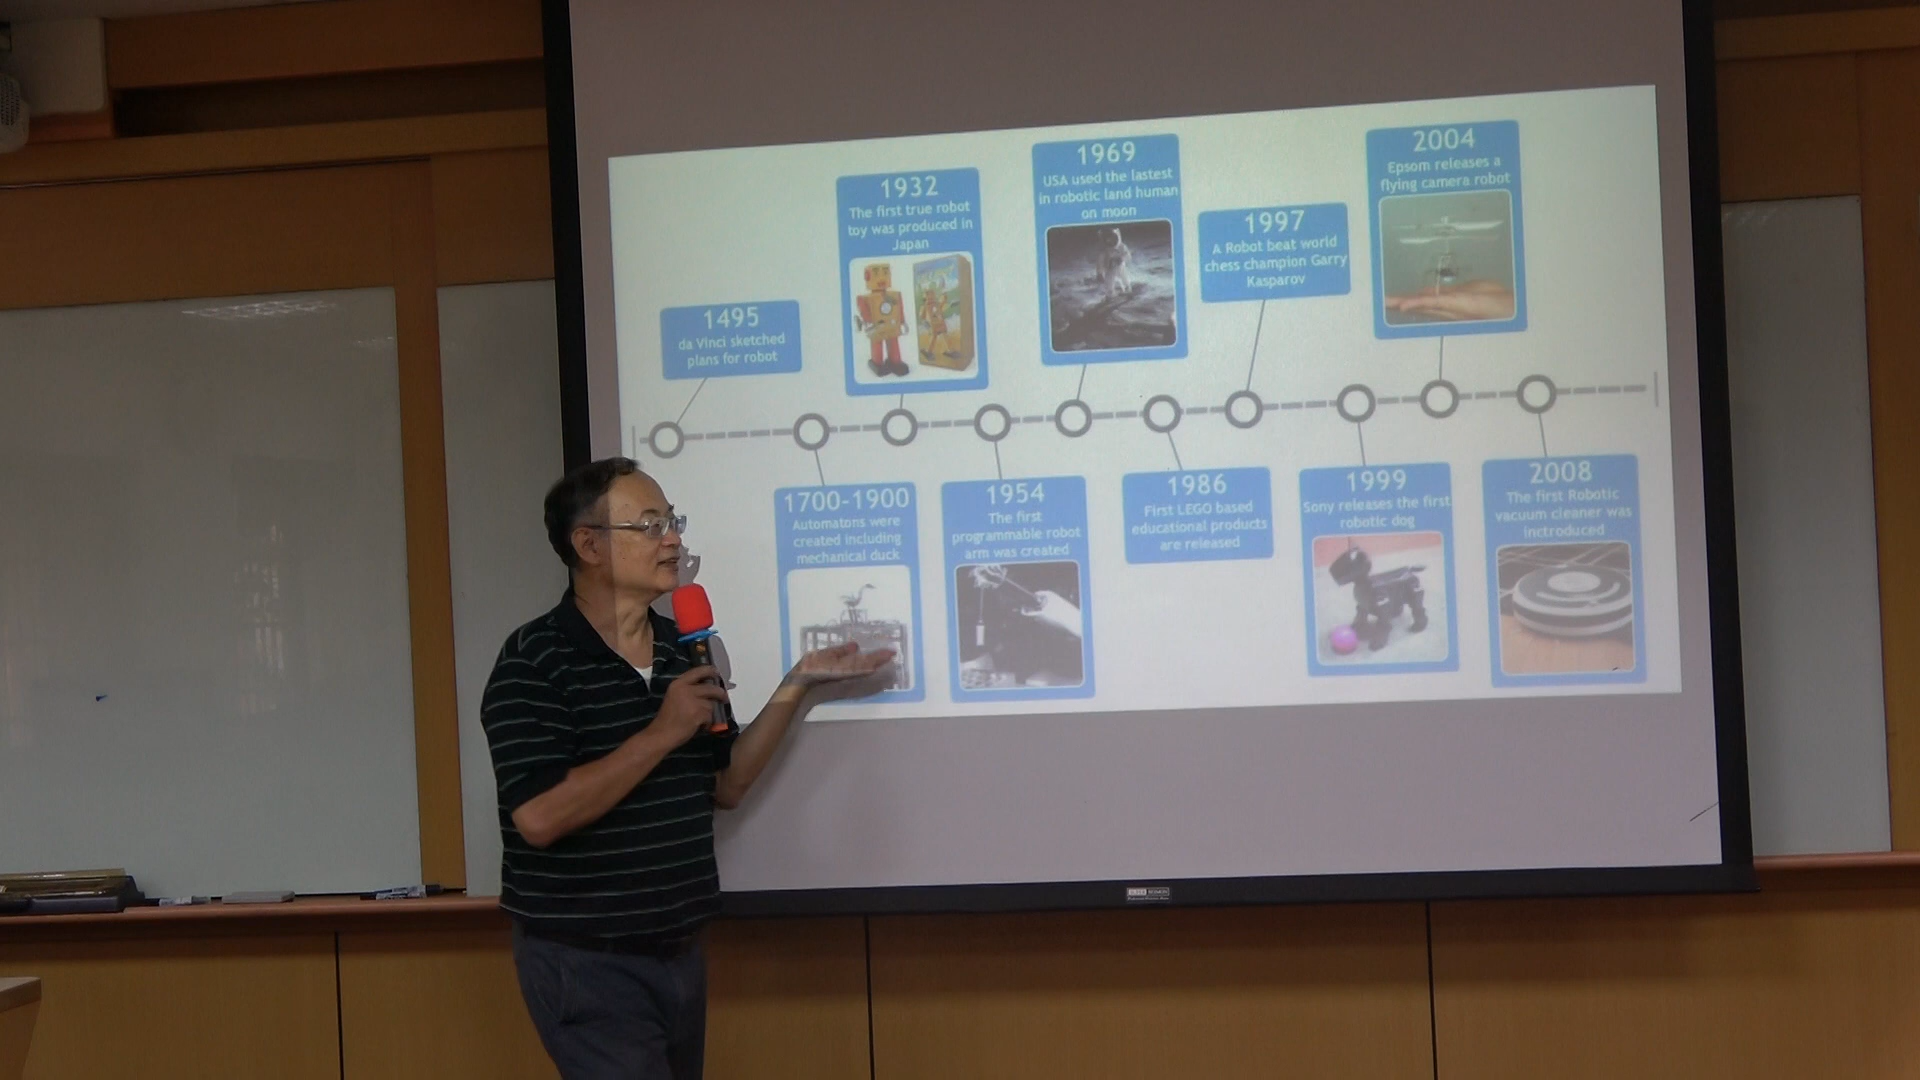 1495
da Vinci sketched
plans for robot
1700-1900
Automatons were
created including
mechanical duck
1932
The first true robot
toy was produced in
Japan
1954
The first
programmable robot
arm was created
1969
USA used the lastest
in robotic land human
on moon
1986
First LEGO based
educational products
are released
1997
A Robot beat world
chess champion Garry
Kasparov
1999
Sony releases the first
robotic dog
2004
Epsom releases a
flying camera robot
2008
The first Robotic
vacuum cleaner was
inctroduced